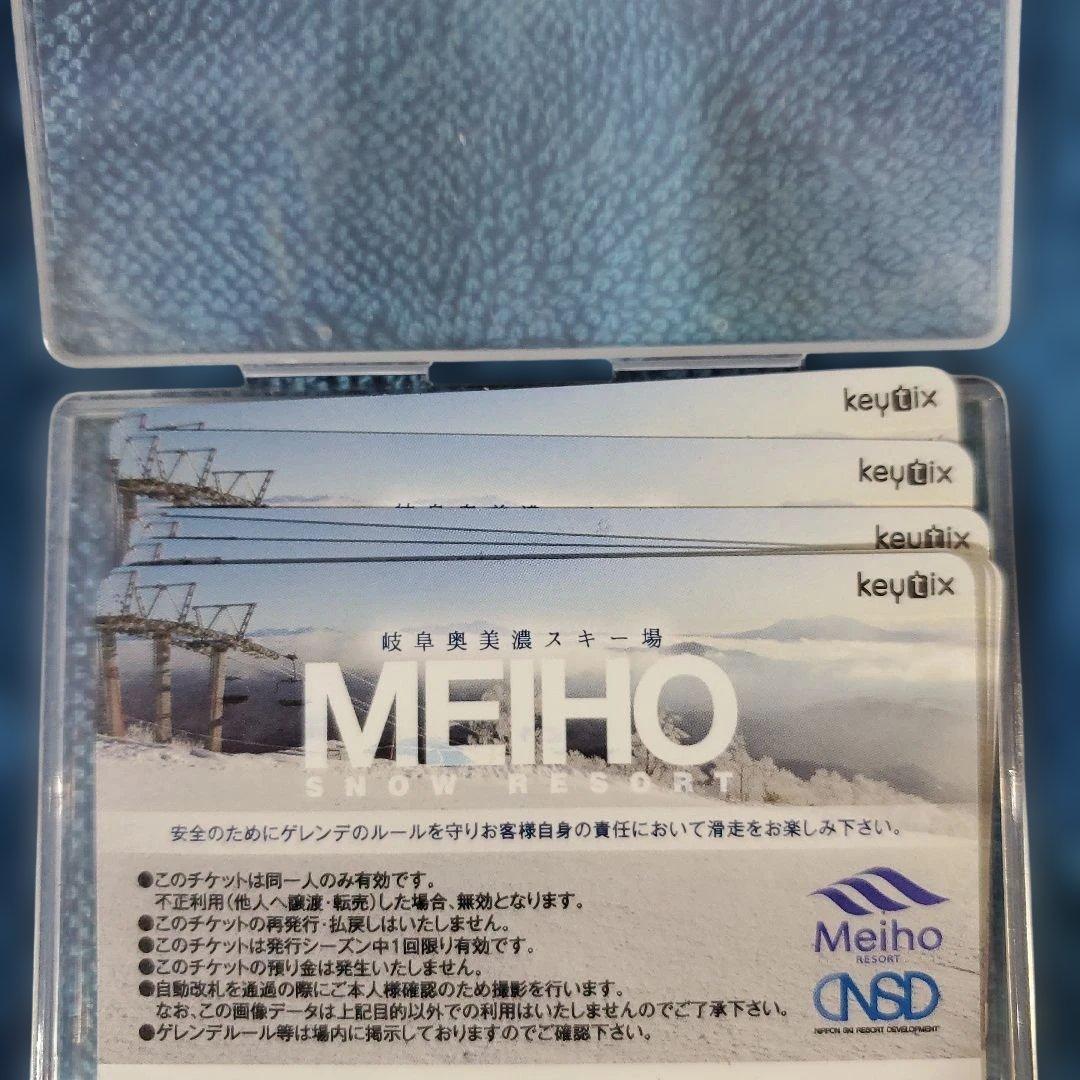 keytix
keytix
岐阜奥美濃
keytix
keytix
岐阜奥美濃スキー場
MEIHO
SNOW RESORT
安全のためにゲレンデのルールを守りお客様自身の責任において滑走をお楽しみ下さい。
●このチケットは同一人のみ有効です。
不正利用(他人へ譲渡・転売)した場合、無効となります。
●このチケットの再発行・払戻しはいたしません。
●このチケットは発行シーズン中1回限り有効です。
●このチケットの預り金は発生いたしません。
●自動改札を通過の際にご本人様確認のため撮影を行います。
なお、この画像データは上記目的以外での利用はいたしませんのでご了承下さい。
●ゲレンデルール等は場内に掲示しておりますのでご確認下さい。
Meiho
RESORT
NSD
NIPPON SKI RESORT DEVELOPMENT